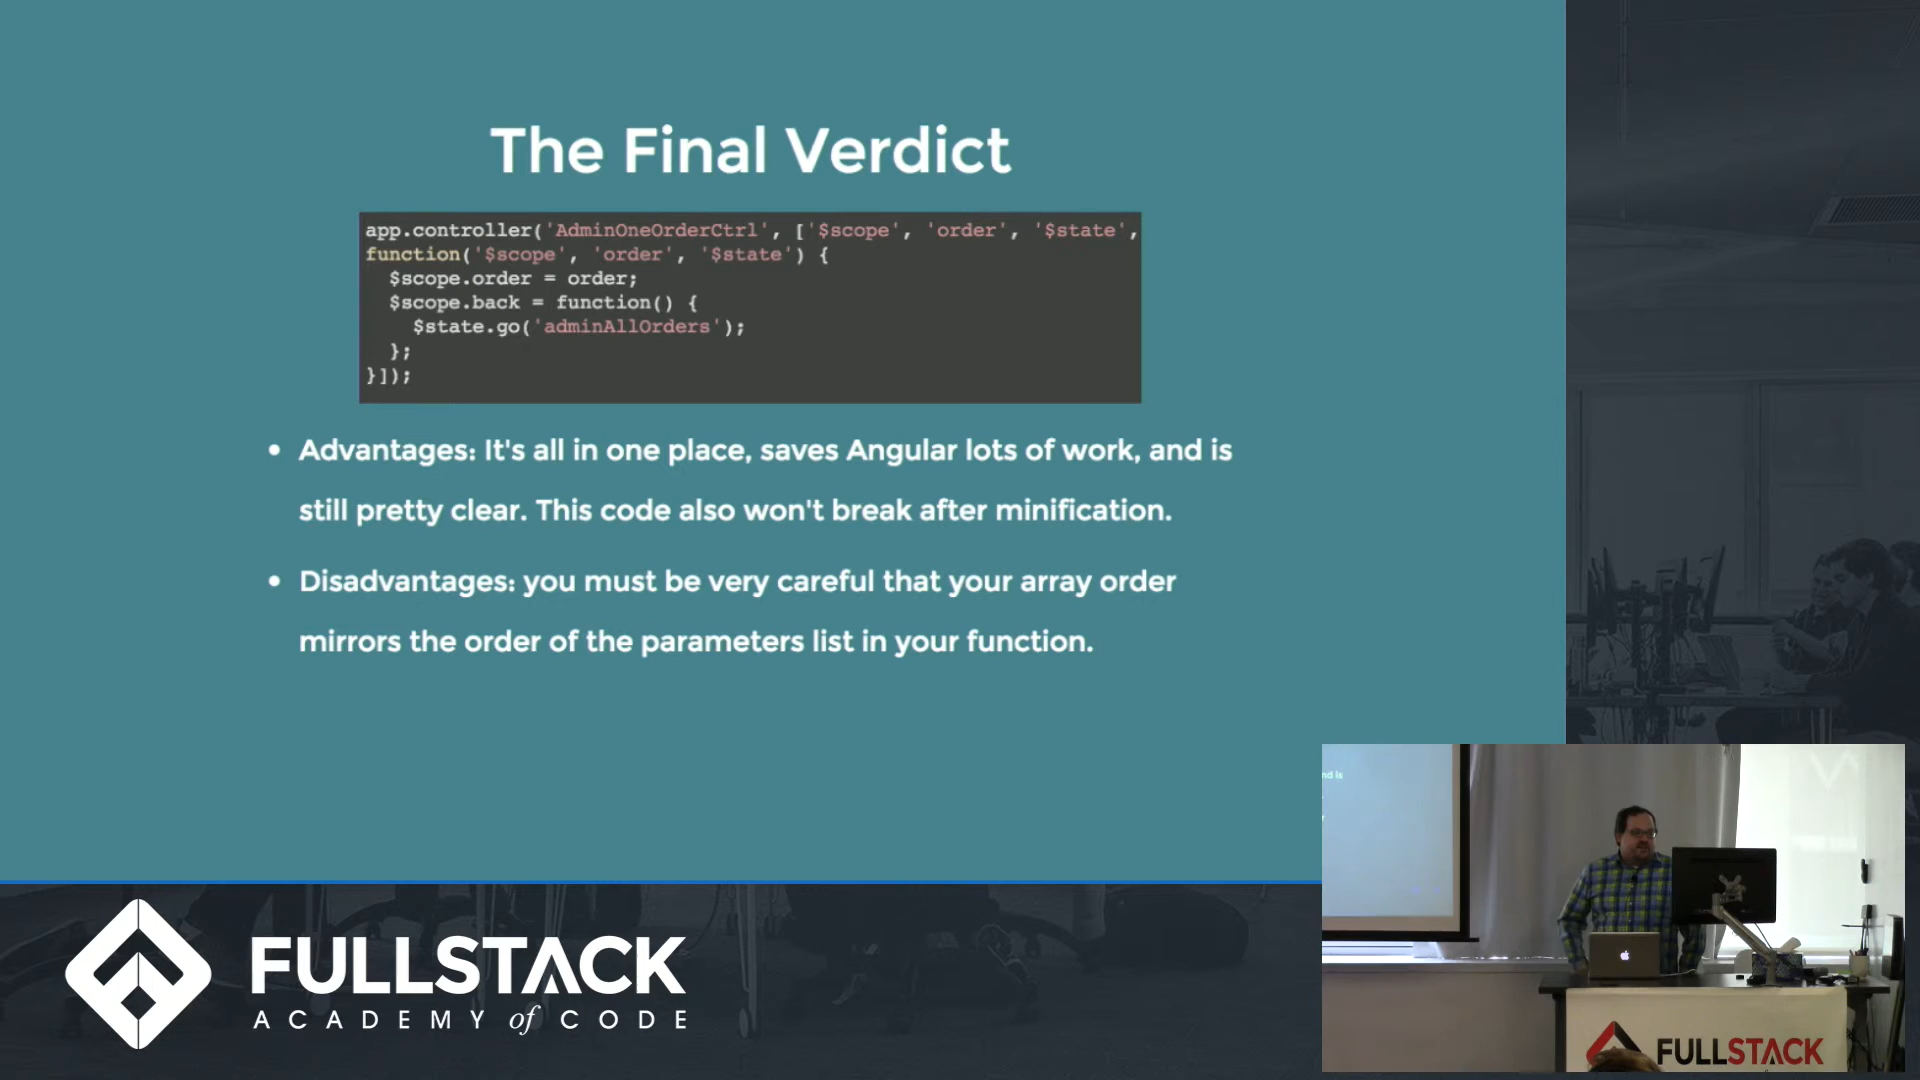 The Final Verdict
app.controller('AdminOneOrderCtrl', ['$scope', 'order', '$state',
function('$scope', 'order', '$state') {
$scope.order = order;
$scope.back = function() {
$state.go('adminAllOrders');
};
}]);
• Advantages: It's all in one place, saves Angular lots of work, and is
still pretty clear. This code also won't break after minification.
• Disadvantages: you must be very careful that your array order
mirrors the order of the parameters list in your function.
nd is
FULLSTACK
ACADEMY of CODE
FULLSTACK